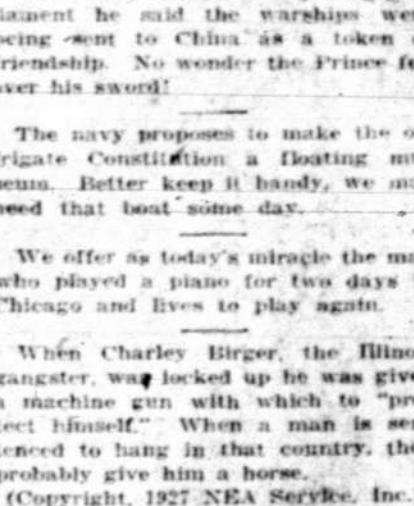 liament he said the warships we
being sent to China as a token
friendship. No wonder the Prince fe
over his sword!
The navy proposes to make the o
frigate Constitution a floating mu
seum. Better keep it handy, we ma
need that boat some day.
We offer as today's miracle the ma
who played a piano for two days
Chicago and lives to play again.
When Charley Birger, the Illino
gangster, was locked up he was give
a machine gun with which to "pro
tect himself." When a man is sen
tenced to hang in that country, the
probably give him a horse.
(Copyright, 1927 NEA Service, Inc.